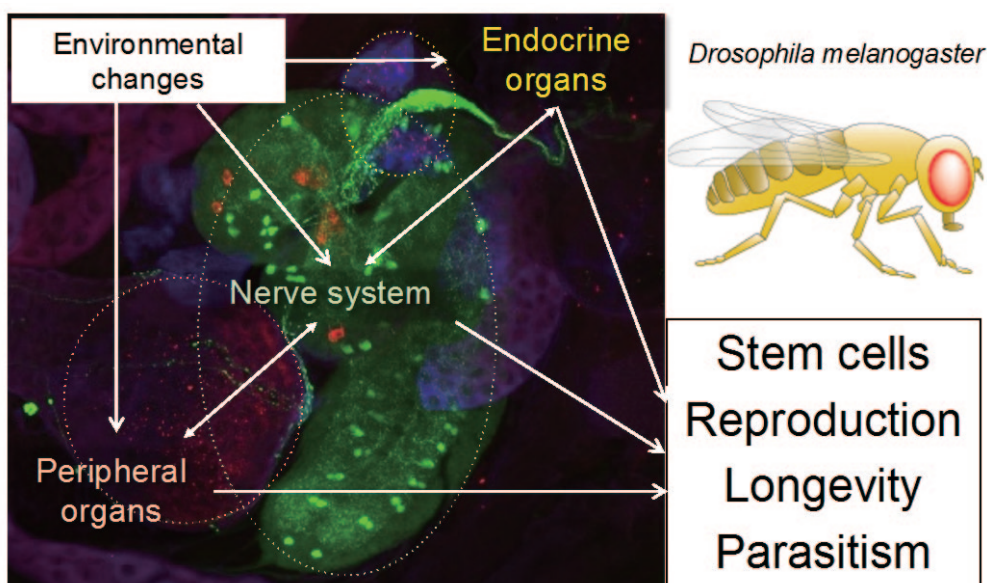 Environmental
changes
Endocrine
organs
Drosophila melanogaster
Nerve system
Peripheral
organs
Stem cells
Reproduction
Longevity
Parasitism